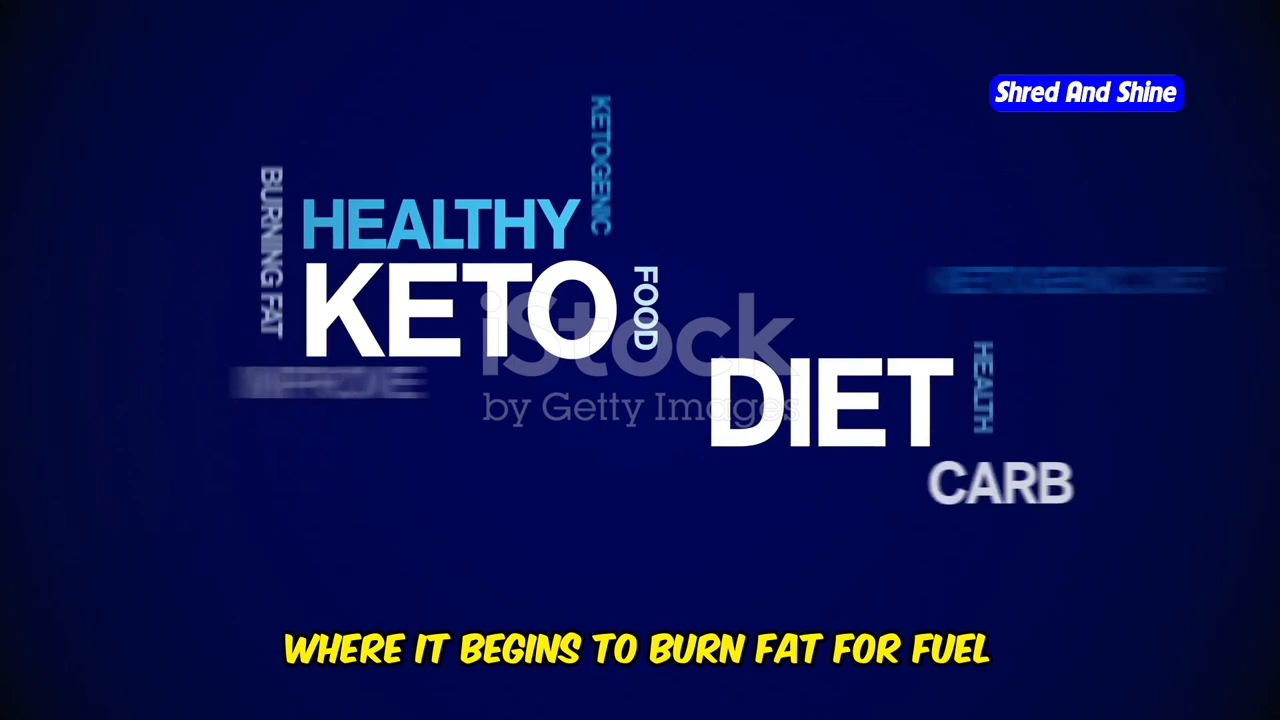 Shred And Shine
KETOGENIC
BURNING FAT
HEALTHY
KETO
FOOD
iStock
by Getty Images
IMPROVE
DIET
HEALTH
CARB
WHERE IT BEGINS TO BURN FAT FOR FUEL